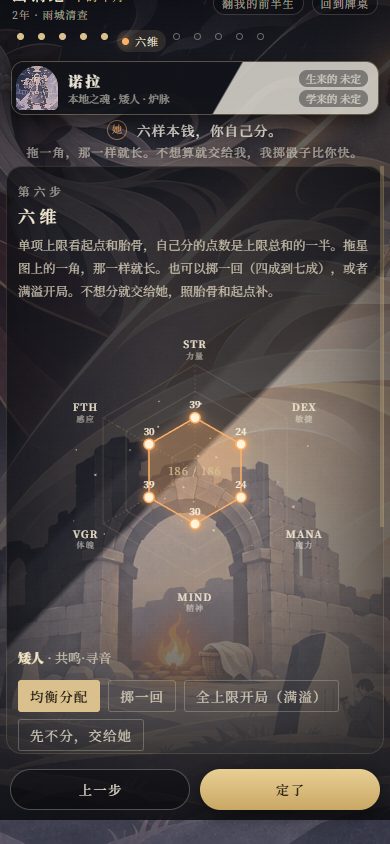 2年 · 雨城清查
翻我的前半生
回到牌桌
六维
诺拉
本地之魂 · 矮人 · 炉脉
生来的 未定
学来的 未定
她 六样本钱，你自己分。
拖一角，那一样就长。不想算就交给我，我掷骰子比你快。
第六步
六维
单项上限看起点和胎骨，自己分的点数是上限总和的一半。拖星
图上的一角，那一样就长。也可以掷一回（四成到七成），或者
满溢开局。不想分就交给她，照胎骨和起点补。
STR
力量
39
FTH
感应
30
24
DEX
敏捷
186 / 186
39
24
30
VGR
体魄
MANA
魔力
MIND
精神
矮人 · 共鸣·寻音
均衡分配
掷一回
全上限开局（满溢）
先不分，交给她
上一步
定了